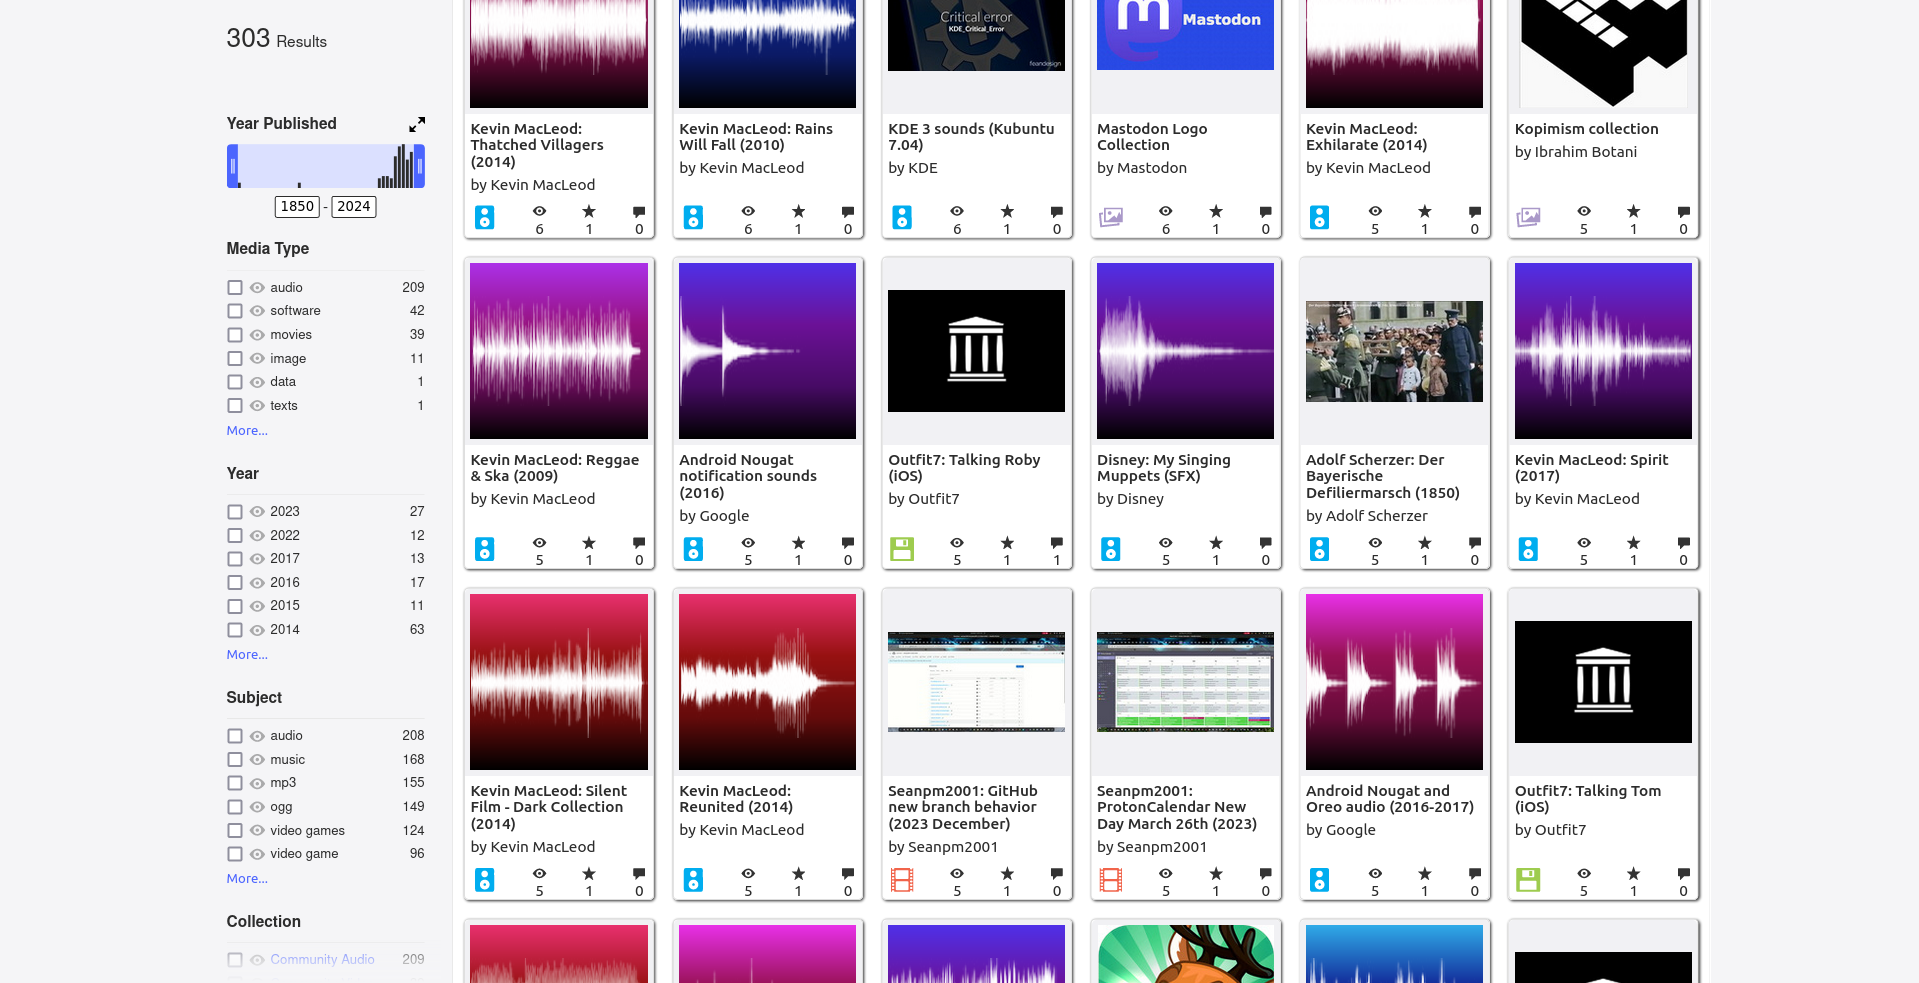 303 Results
Year Published
1850 - 2024
Media Type
audio 209
software 42
movies 39
image 11
data 1
texts 1
More...
Year
2023 27
2022 12
2017 13
2016 17
2015 11
2014 63
More...
Subject
audio 208
music 168
mp3 155
ogg 149
video games 124
video game 96
More...
Collection
Community Audio 209
Kevin MacLeod:
Thatched Villagers
(2014)
by Kevin MacLeod
6 1 0
Kevin MacLeod: Rains
Will Fall (2010)
by Kevin MacLeod
6 1 0
Critical error
KDE_Critical_Error
feandesign
KDE 3 sounds (Kubuntu
7.04)
by KDE
6 1 0
Mastodon
Mastodon Logo
Collection
by Mastodon
6 1 0
Kevin MacLeod:
Exhilarate (2014)
by Kevin MacLeod
5 1 0
Kopimism collection
by Ibrahim Botani
5 1 0
Kevin MacLeod: Reggae
& Ska (2009)
by Kevin MacLeod
5 1 0
Android Nougat
notification sounds
(2016)
by Google
5 1 0
Outfit7: Talking Roby
(iOS)
by Outfit7
5 1 1
Disney: My Singing
Muppets (SFX)
by Disney
5 1 0
Adolf Scherzer: Der
Bayerische
Defiliermarsch (1850)
by Adolf Scherzer
5 1 0
Kevin MacLeod: Spirit
(2017)
by Kevin MacLeod
5 1 0
Kevin MacLeod: Silent
Film - Dark Collection
(2014)
by Kevin MacLeod
5 1 0
Kevin MacLeod:
Reunited (2014)
by Kevin MacLeod
5 1 0
Seanpm2001: GitHub
new branch behavior
(2023 December)
by Seanpm2001
5 1 0
Seanpm2001:
ProtonCalendar New
Day March 26th (2023)
by Seanpm2001
5 1 0
Android Nougat and
Oreo audio (2016-2017)
by Google
5 1 0
Outfit7: Talking Tom
(iOS)
by Outfit7
5 1 0